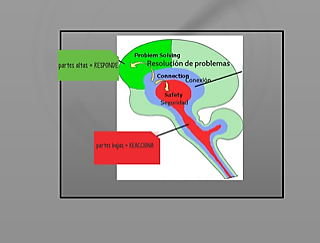 Problem Solving
Resolución de problemas
partes altas = RESPONDE
Connection
Conexión
Safety
Seguridad
partes bajas = REACCIONA